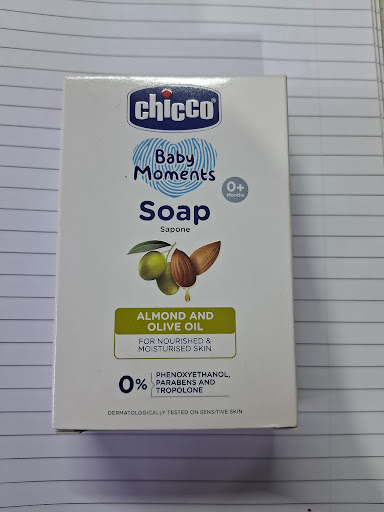 chicco®
Baby
Moments
0+
Months
Soap
Sapone
ALMOND AND
OLIVE OIL
FOR NOURISHED &
MOISTURISED SKIN
0% PHENOXYETHANOL,
PARABENS AND
TROPOLONE
DERMATOLOGICALLY TESTED ON SENSITIVE SKIN